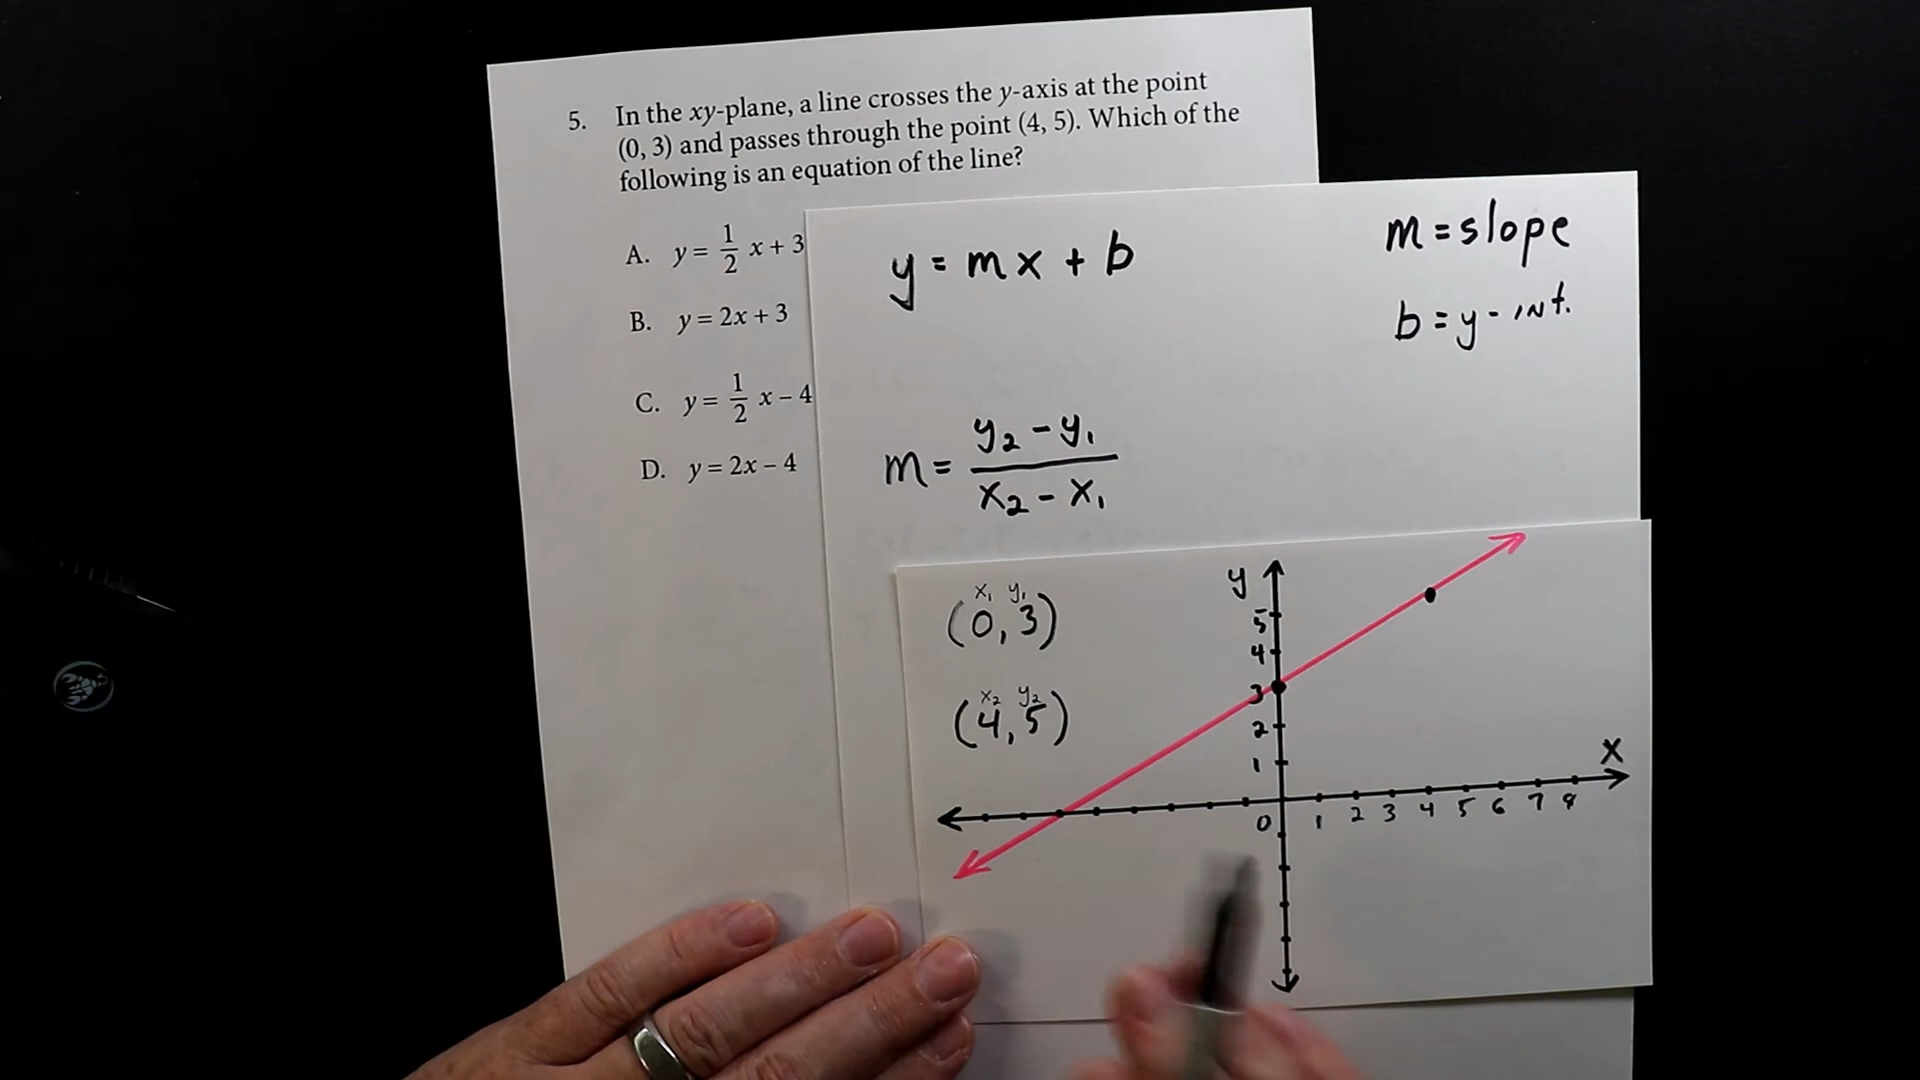 5. In the xy-plane, a line crosses the y-axis at the point
(0, 3) and passes through the point (4, 5). Which of the
following is an equation of the line?
A. y = 1/2 x + 3
B. y = 2x + 3
C. y = 1/2 x – 4
D. y = 2x – 4
y = mx + b
m = slope
b = y-int.
m = y₂ - y₁ / x₂ - x₁
x₁ y₁
(0, 3)
x₂ y₂
(4, 5)
y
5
4
3
2
1
x
0 1 2 3 4 5 6 7 8